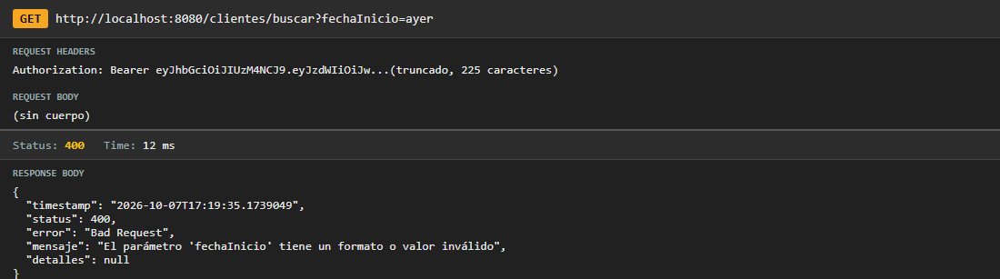 GET http://localhost:8080/clientes/buscar?fechaInicio=ayer
REQUEST HEADERS
Authorization: Bearer eyJhbGciOiJIUzM4NCJ9.eyJzdWIiOiJw...(truncado, 225 caracteres)
REQUEST BODY
(sin cuerpo)
Status: 400 Time: 12 ms
RESPONSE BODY
{
"timestamp": "2026-10-07T17:19:35.1739049",
"status": 400,
"error": "Bad Request",
"mensaje": "El parámetro 'fechaInicio' tiene un formato o valor inválido",
"detalles": null
}